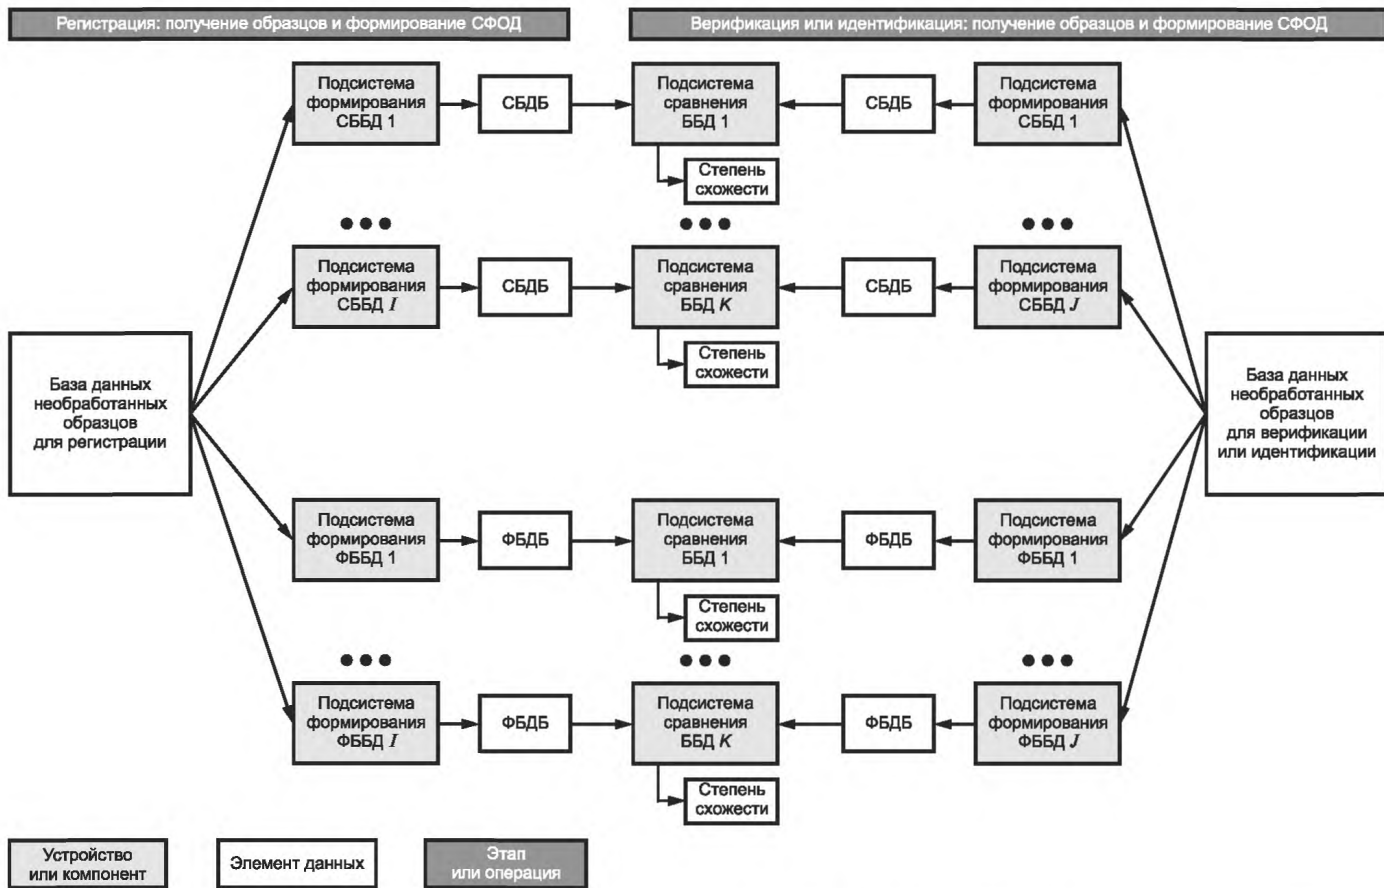 Регистрация: получение образцов и формирование СФОД
Верификация или идентификация: получение образцов и формирование СФОД
Подсистема
формирования
СББД 1
СБДБ
Подсистема
сравнения
ББД 1
СБДБ
Подсистема
формирования
СББД 1
Степень
схожести
Подсистема
формирования
СББД I
СБДБ
Подсистема
сравнения
ББД K
СБДБ
Подсистема
формирования
СББД J
Степень
схожести
База данных
необработанных
образцов
для регистрации
База данных
необработанных
образцов
для верификации
или идентификации
Подсистема
формирования
ФББД 1
ФБДБ
Подсистема
сравнения
ББД 1
ФБДБ
Подсистема
формирования
ФББД 1
Степень
схожести
Подсистема
формирования
ФББД I
ФБДБ
Подсистема
сравнения
ББД K
ФБДБ
Подсистема
формирования
ФББД J
Степень
схожести
Устройство
или компонент
Элемент данных
Этап
или операция